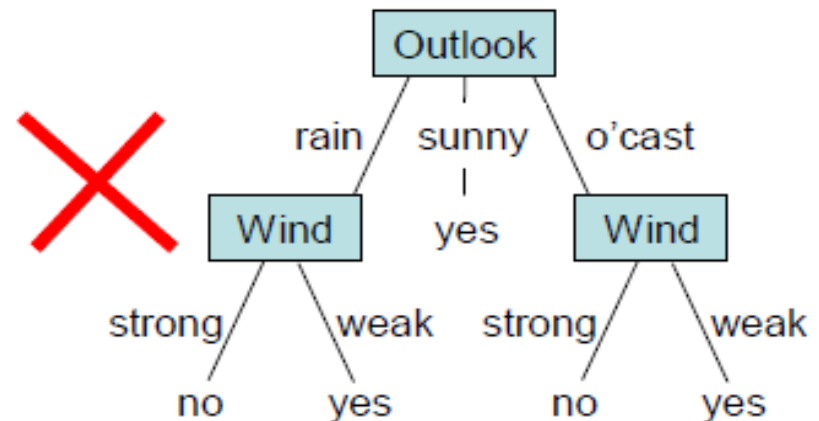 Outlook
rain sunny o'cast
Wind yes Wind
strong weak strong weak
no yes no yes